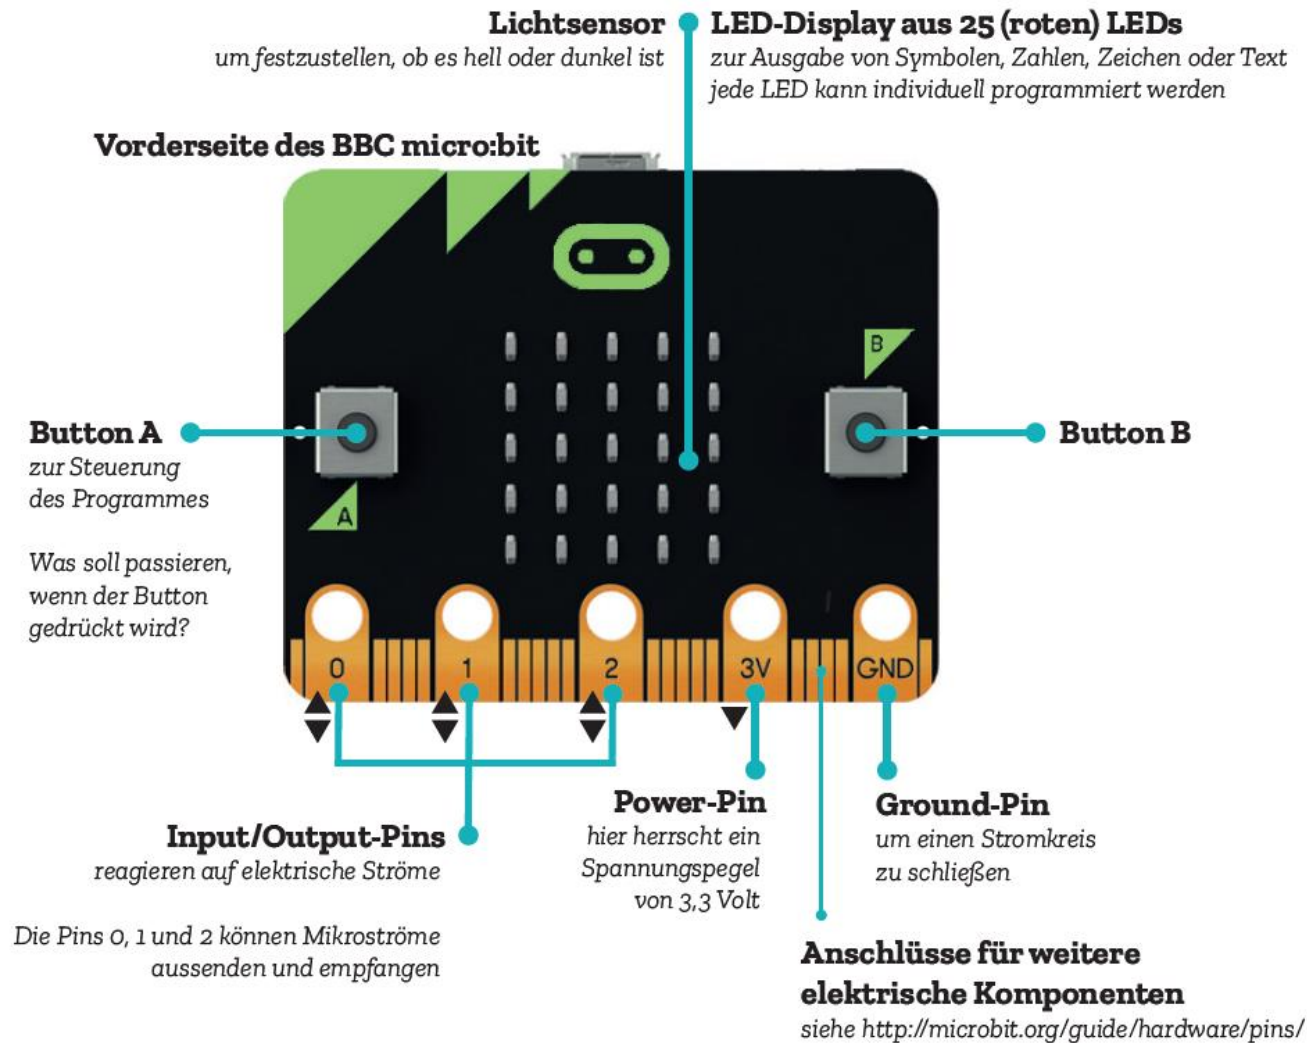 Lichtsensor
um festzustellen, ob es hell oder dunkel ist
LED-Display aus 25 (roten) LEDs
zur Ausgabe von Symbolen, Zahlen, Zeichen oder Text
jede LED kann individuell programmiert werden
Vorderseite des BBC micro:bit
B
Button A
zur Steuerung
des Programmes
Was soll passieren,
wenn der Button
gedrückt wird?
A
Button B
0
1
2
3V
GND
Input/Output-Pins
reagieren auf elektrische Ströme
Die Pins 0, 1 und 2 können Mikroströme
aussenden und empfangen
Power-Pin
hier herrscht ein
Spannungspegel
von 3,3 Volt
Ground-Pin
um einen Stromkreis
zu schließen
Anschlüsse für weitere
elektrische Komponenten
siehe http://microbit.org/guide/hardware/pins/